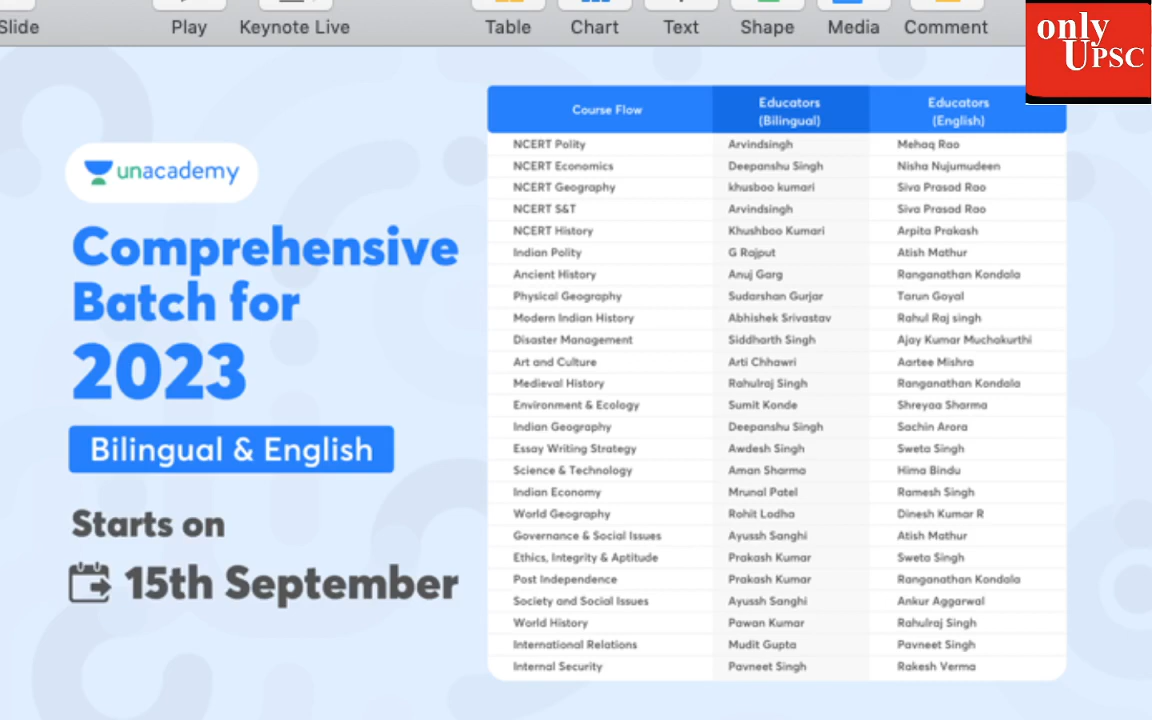 Slide Play Keynote Live Table Chart Text Shape Media Comment
only
UPSC
unacademy
Comprehensive
Batch for
2023
Bilingual & English
Starts on
15th September
Course Flow Educators (Bilingual) Educators (English)
NCERT Polity Arvindsingh Mehaq Rao
NCERT Economics Deepanshu Singh Nisha Nujumudeen
NCERT Geography khusboo kumari Siva Prasad Rao
NCERT S&T Arvindsingh Siva Prasad Rao
NCERT History Khushboo Kumari Arpita Prakash
Indian Polity G Rajput Atish Mathur
Ancient History Anuj Garg Ranganathan Kondala
Physical Geography Sudarshan Gurjar Tarun Goyal
Modern Indian History Abhishek Srivastav Rahul Raj singh
Disaster Management Siddharth Singh Ajay Kumar Muchakurthi
Art and Culture Arti Chhawri Aartee Mishra
Medieval History Rahulraj Singh Ranganathan Kondala
Environment & Ecology Sumit Konde Shreyaa Sharma
Indian Geography Deepanshu Singh Sachin Arora
Essay Writing Strategy Awdesh Singh Sweta Singh
Science & Technology Aman Sharma Hima Bindu
Indian Economy Mrunal Patel Ramesh Singh
World Geography Rohit Lodha Dinesh Kumar R
Governance & Social Issues Ayussh Sanghi Atish Mathur
Ethics, Integrity & Aptitude Prakash Kumar Sweta Singh
Post Independence Prakash Kumar Ranganathan Kondala
Society and Social Issues Ayussh Sanghi Ankur Aggarwal
World History Pawan Kumar Rahulraj Singh
International Relations Mudit Gupta Pavneet Singh
Internal Security Pavneet Singh Rakesh Verma